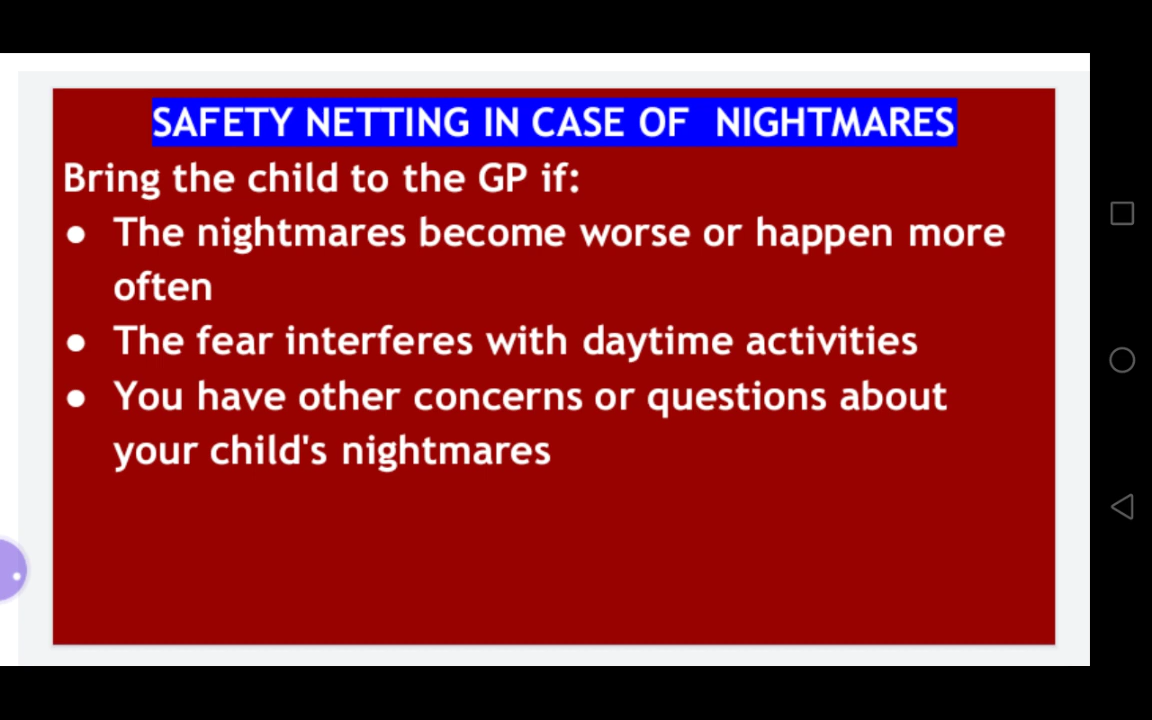 SAFETY NETTING IN CASE OF  NIGHTMARES
Bring the child to the GP if:
● The nightmares become worse or happen more
often
● The fear interferes with daytime activities
● You have other concerns or questions about
your child's nightmares